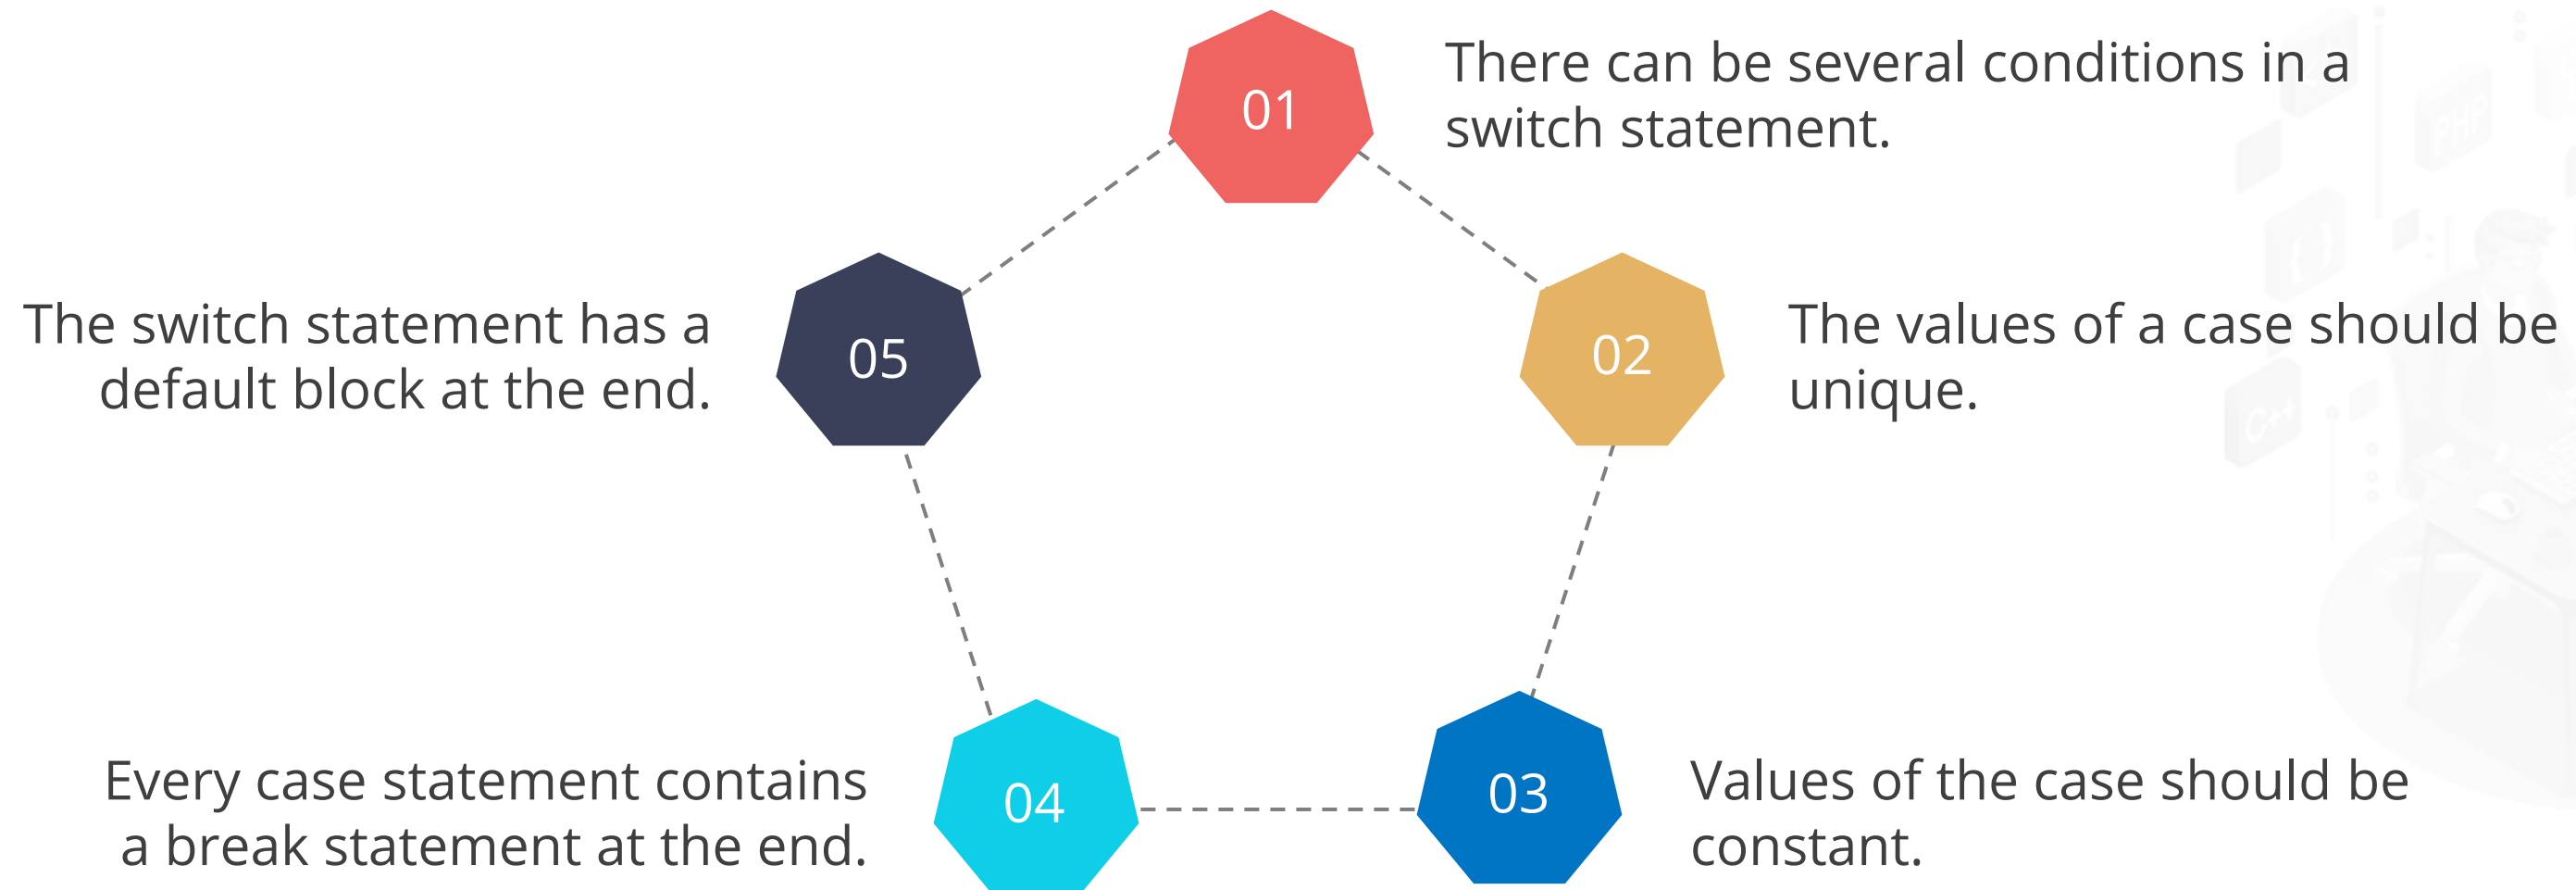 01
There can be several conditions in a
switch statement.
02
The values of a case should be
unique.
03
Values of the case should be
constant.
04
Every case statement contains
a break statement at the end.
05
The switch statement has a
default block at the end.
PHP
{ }
C++